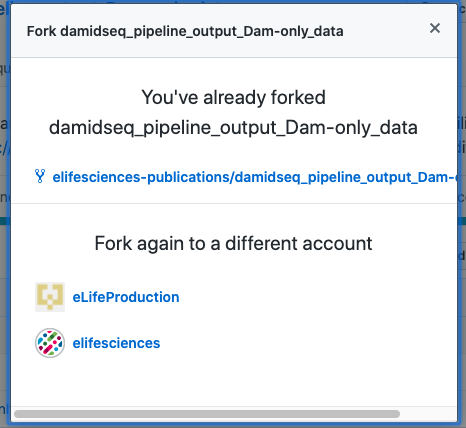 Fork damidseq_pipeline_output_Dam-only_data
×
You've already forked
damidseq_pipeline_output_Dam-only_data
elifesciences-publications/damidseq_pipeline_output_Dam-
Fork again to a different account
eLifeProduction
elifesciences